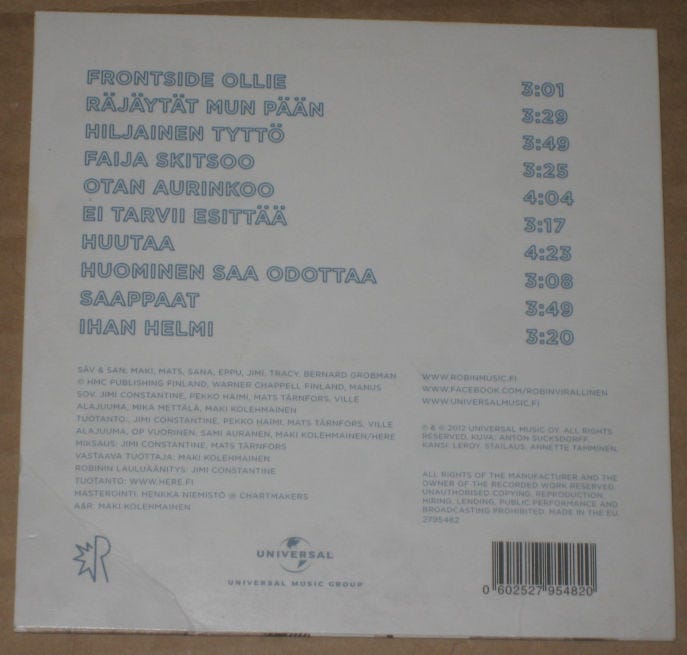 FRONTSIDE OLLIE 3:01
RÄJÄYTÄT MUN PÄÄN 3:29
HILJAINEN TYTTÖ 3:49
FAIJA SKITSOO 3:25
OTAN AURINKOO 4:04
EI TARVII ESITTÄÄ 3:17
HUUTAA 4:23
HUOMINEN SAA ODOTTAA 3:08
SAAPPAAT 3:49
IHAN HELMI 3:20
SÄV & SAN: MAKI, MATS, SANA, EPPU, JIMI, TRACY, BERNARD GROBMAN
© HMC PUBLISHING FINLAND, WARNER CHAPPELL FINLAND, MANUS
SOV. JIMI CONSTANTINE, PEKKO HAIMI, MATS TÄRNFORS, VILLE
ALAJUUMA, MIKA METTÄLÄ, MAKI KOLEHMAINEN
TUOTANTO:, JIMI CONSTANTINE, PEKKO HAIMI, MATS TÄRNFORS, VILLE
ALAJUUMA, OP VUORINEN, SAMI AURANEN, MAKI KOLEHMAINEN/HERE
MIKSAUS: JIMI CONSTANTINE, MATS TÄRNFORS
VASTAAVA TUOTTAJA: MAKI KOLEHMAINEN
ROBININ LAULUÄÄNITYS: JIMI CONSTANTINE
TUOTANTO: WWW.HERE.FI
MASTEROINTI: HENKKA NIEMISTÖ @ CHARTMAKERS
A&R: MAKI KOLEHMAINEN
WWW.ROBINMUSIC.FI
WWW.FACEBOOK.COM/ROBINVIRALLINEN
WWW.UNIVERSALMUSIC.FI
℗ & © 2012 UNIVERSAL MUSIC OY. ALL RIGHTS
RESERVED, KUVA: ANTON SUCKSDORFF.
KANSI. LEROY. STAILAUS. ANNETTE TAMMINEN.
ALL RIGHTS OF THE MANUFACTURER AND THE
OWNER OF THE RECORDED WORK RESERVED.
UNAUTHORISED COPYING, REPRODUCTION,
HIRING, LENDING, PUBLIC PERFORMANCE AND
BROADCASTING PROHIBITED. MADE IN THE EU.
2795482
R
UNIVERSAL
UNIVERSAL MUSIC GROUP
0 602527 954820